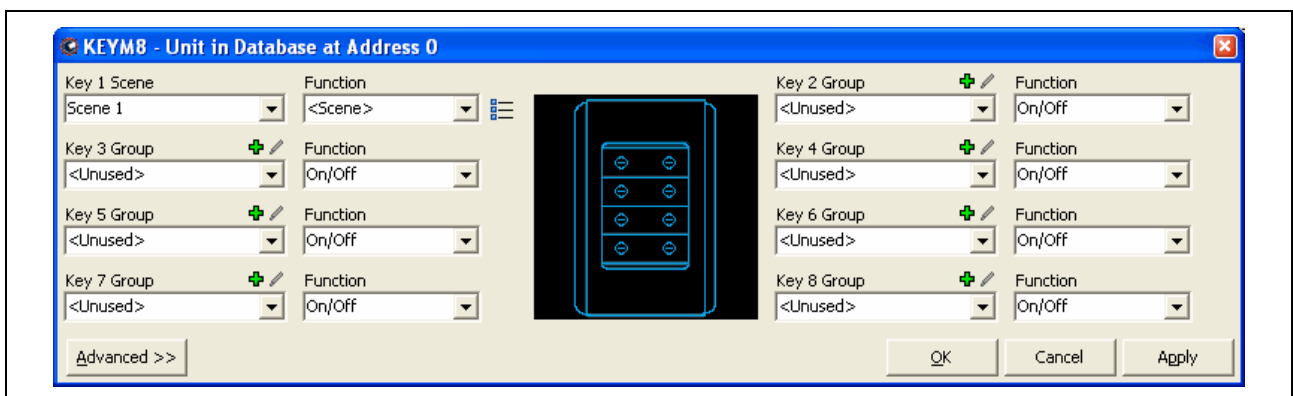 KEYM8 - Unit in Database at Address 0
Key 1 Scene Function Key 2 Group Function
Scene 1 <Scene> <Unused> On/Off
Key 3 Group Function Key 4 Group Function
<Unused> On/Off <Unused> On/Off
Key 5 Group Function Key 6 Group Function
<Unused> On/Off <Unused> On/Off
Key 7 Group Function Key 8 Group Function
<Unused> On/Off <Unused> On/Off
Advanced >> OK Cancel Apply